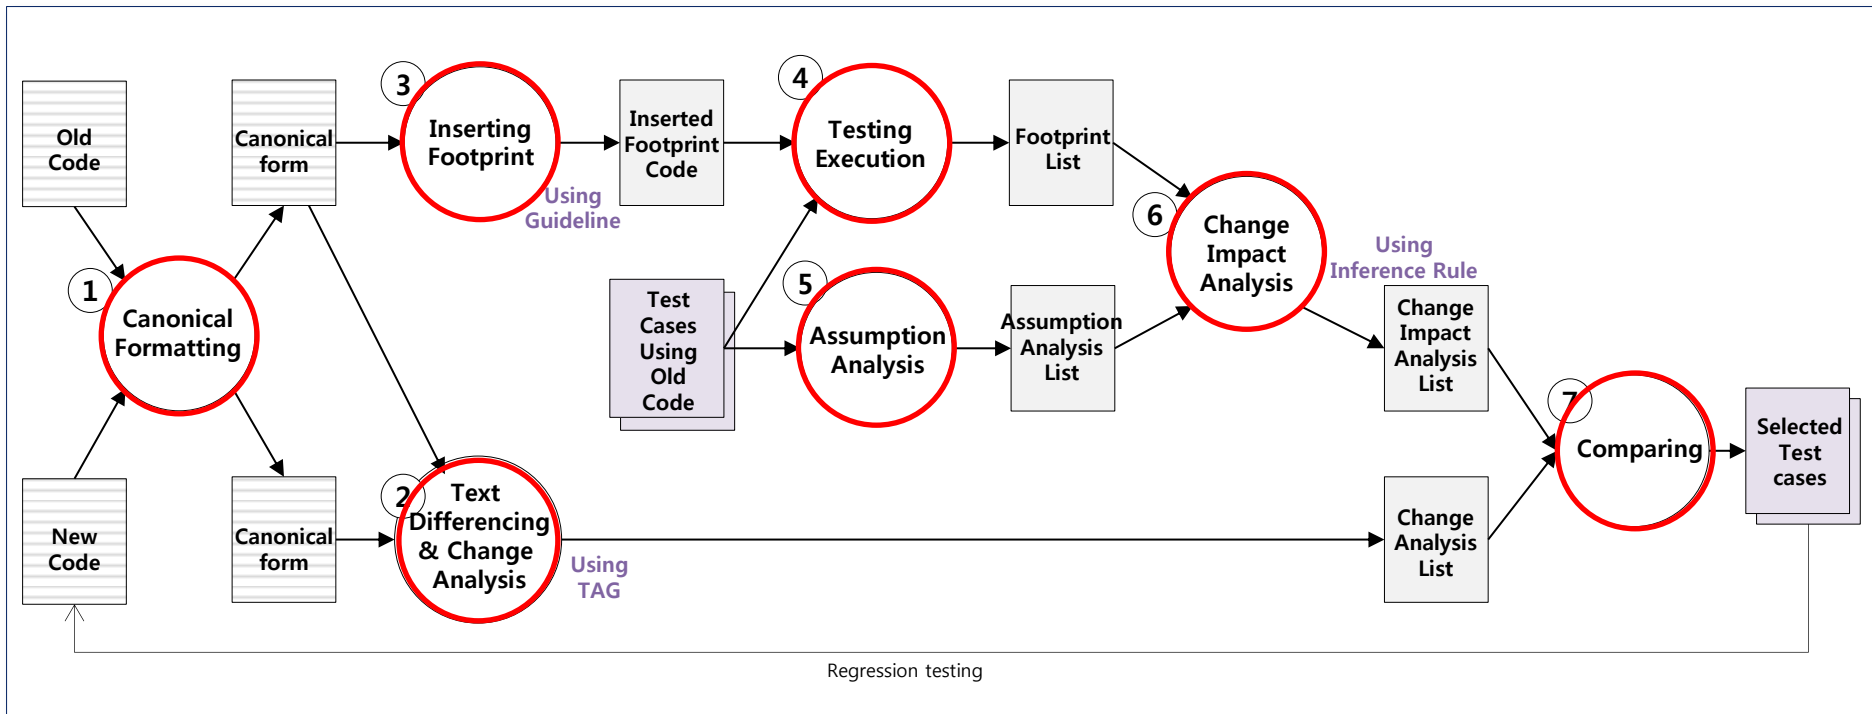 Old
Code
1
Canonical
Formatting
New
Code
Canonical
form
Canonical
form
3
Inserting
Footprint
Using
Guideline
2
Text
Differencing
& Change
Analysis
Using
TAG
Inserted
Footprint
Code
Test
Cases
Using
Old
Code
4
Testing
Execution
5
Assumption
Analysis
Footprint
List
Assumption
Analysis
List
6
Change
Impact
Analysis
Using
Inference Rule
Change
Impact
Analysis
List
Change
Analysis
List
7
Comparing
Selected
Test
cases
Regression testing